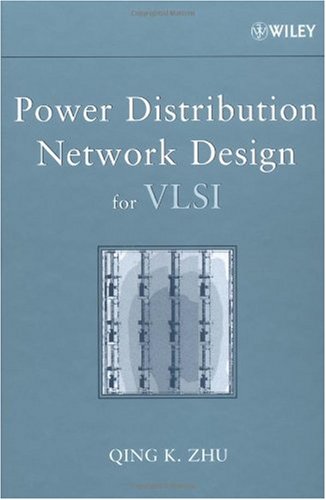 WILEY
Power Distribution
Network Design
for VLSI
QING K. ZHU